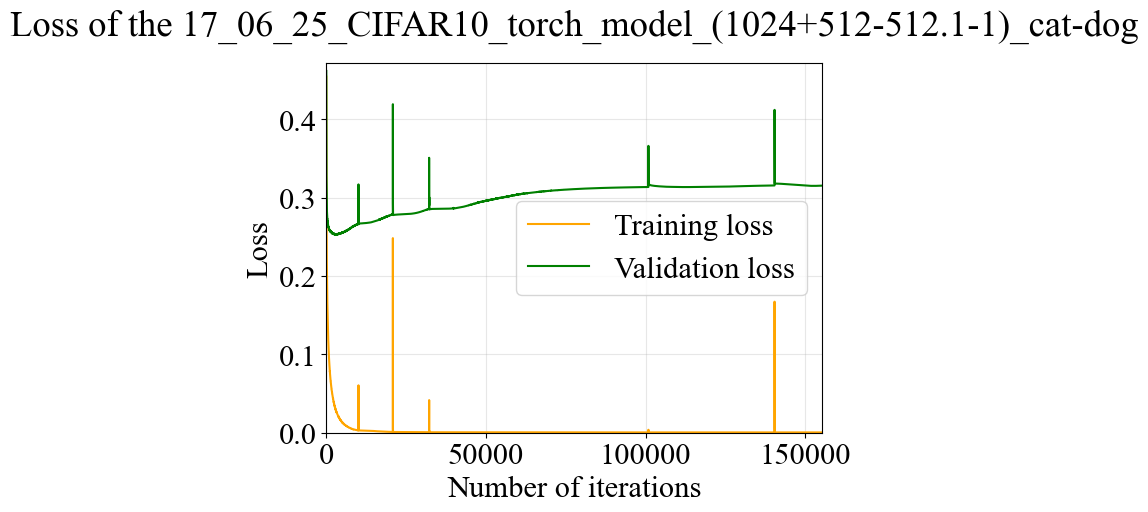 Loss of the 17_06_25_CIFAR10_torch_model_(1024+512-512.1-1)_cat-dog
0.4
0.3
0.2
0.1
0.0
Loss
Training loss
Validation loss
0 50000 100000 150000
Number of iterations